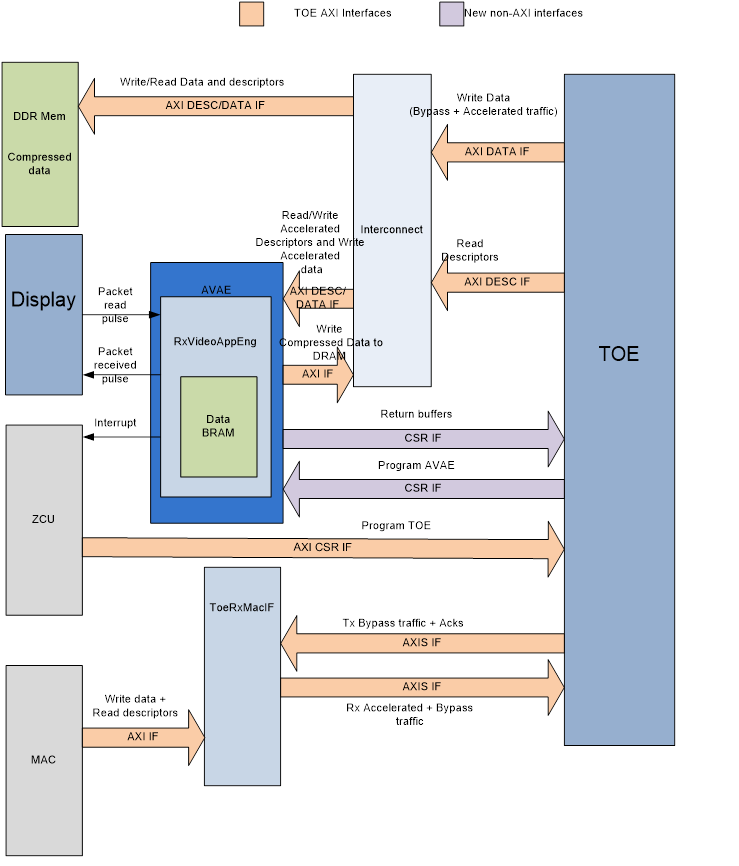 TOE AXI Interfaces
New non-AXI interfaces
DDR Mem
Compressed
data
Write/Read Data and descriptors
AXI DESC/DATA IF
Write Data
(Bypass + Accelerated traffic)
AXI DATA IF
Interconnect
Read
Descriptors
AXI DESC IF
TOE
Read/Write
Accelerated
Descriptors and Write
Accelerated
data
AXI DESC/
DATA IF
Write
Compressed Data to
DRAM
AXI IF
Display
Packet
read
pulse
Packet
received
pulse
Interrupt
AVAE
RxVideoAppEng
Data
BRAM
Return buffers
CSR IF
Program AVAE
CSR IF
ZCU
Program TOE
AXI CSR IF
ToeRxMacIF
Tx Bypass traffic + Acks
AXIS IF
AXIS IF
Rx Accelerated + Bypass
traffic
Write data +
Read descriptors
AXI IF
MAC